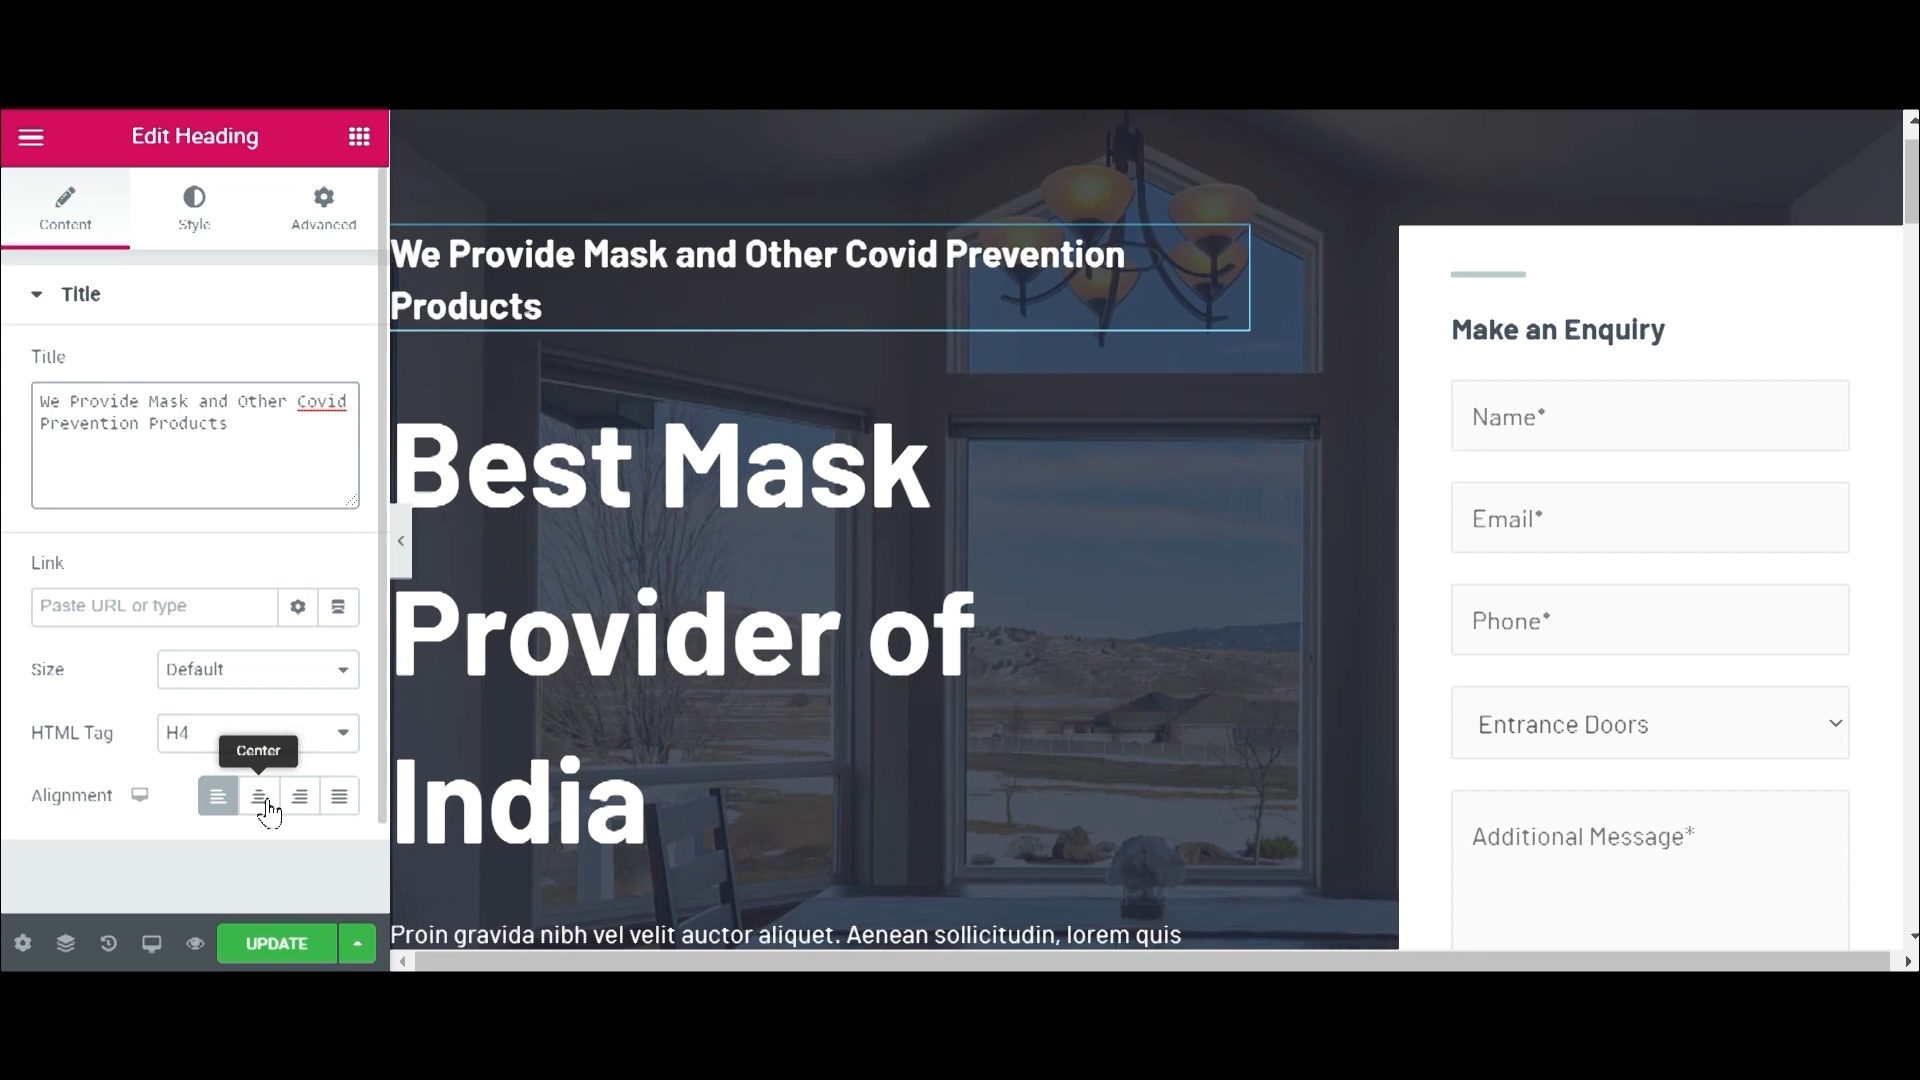 Edit Heading
Content
Style
Advanced
Title
Title
We Provide Mask and Other Covid
Prevention Products
Link
Paste URL or type
Size
Default
HTML Tag
H4
Center
Alignment
UPDATE
We Provide Mask and Other Covid Prevention
Products
Best Mask
Provider of
India
Proin gravida nibh vel velit auctor aliquet. Aenean sollicitudin, lorem quis
Make an Enquiry
Name*
Email*
Phone*
Entrance Doors
Additional Message*